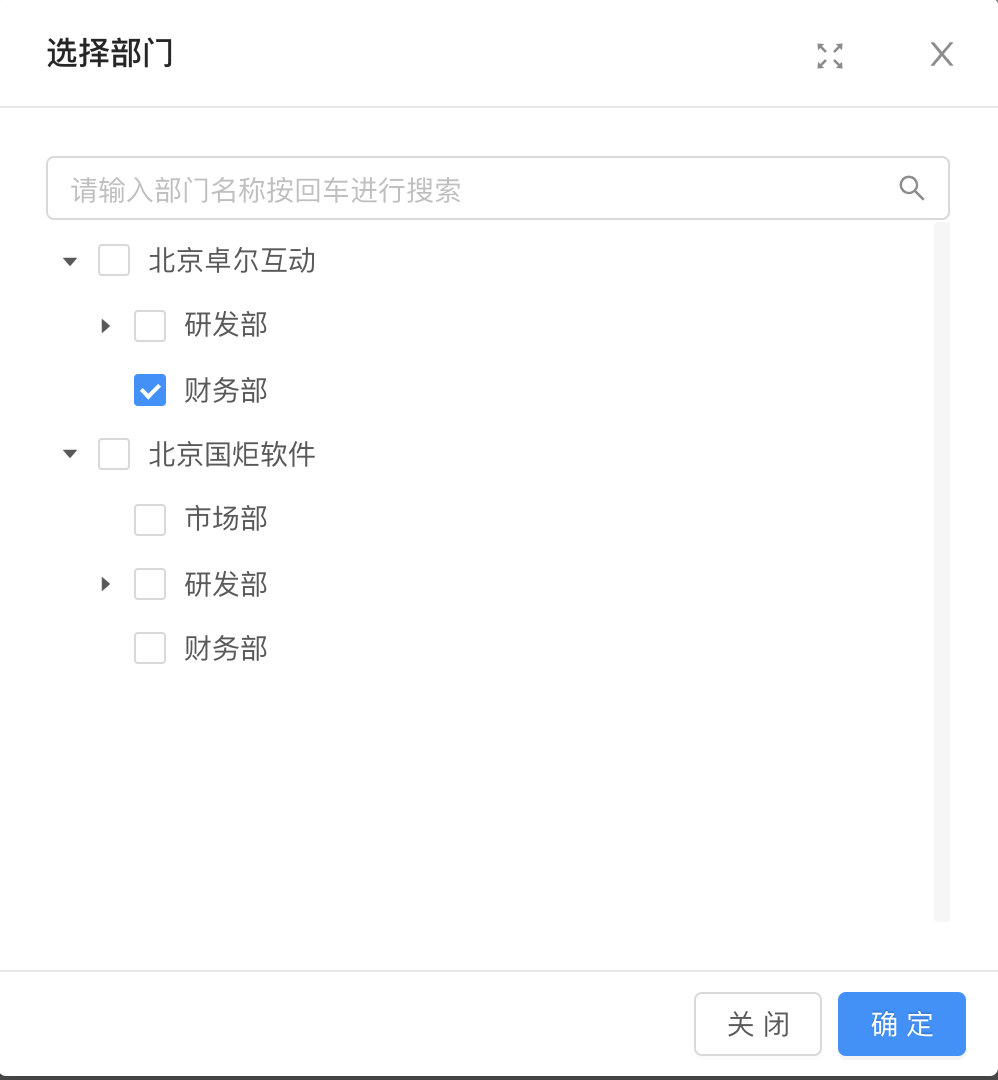 选择部门
请输入部门名称按回车进行搜索
北京卓尔互动
研发部
财务部
北京国炬软件
市场部
研发部
财务部
关 闭
确 定